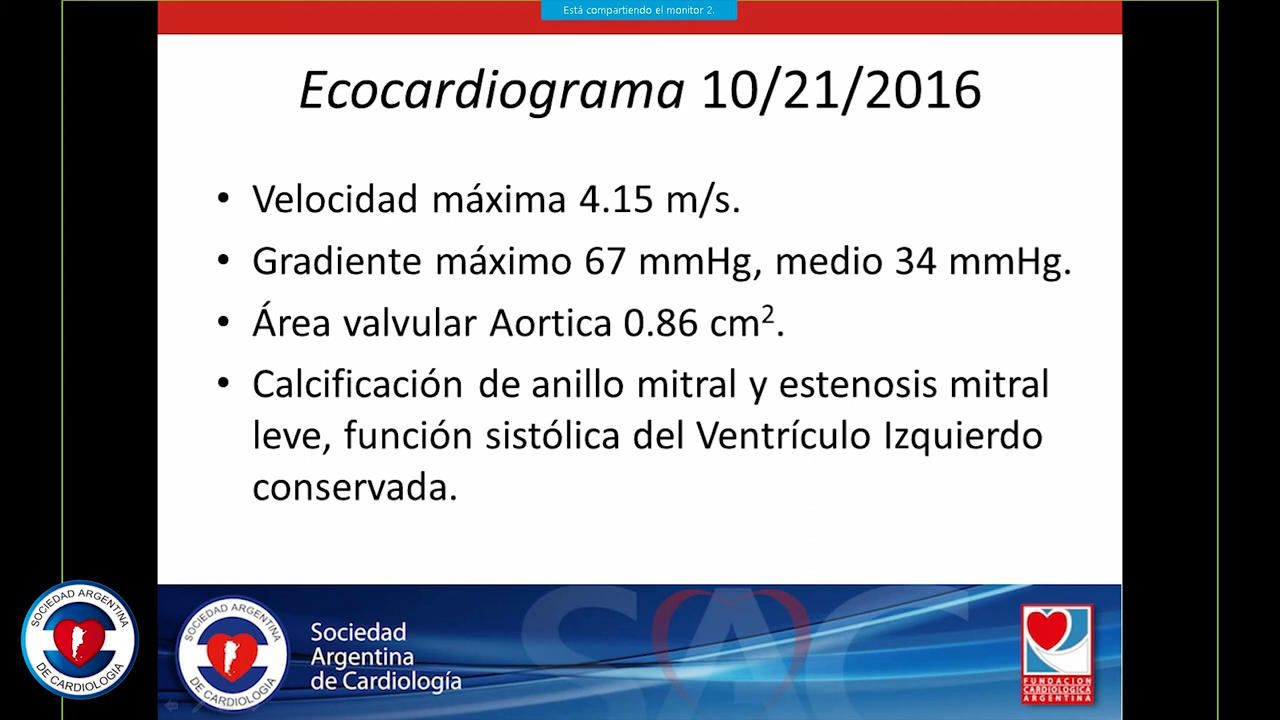 Está compartiendo el monitor 2.
Ecocardiograma 10/21/2016
• Velocidad máxima 4.15 m/s.
• Gradiente máximo 67 mmHg, medio 34 mmHg.
• Área valvular Aortica 0.86 cm².
• Calcificación de anillo mitral y estenosis mitral
leve, función sistólica del Ventrículo Izquierdo
conservada.
SOCIEDAD ARGENTINA
DE CARDIOLOGIA
SOCIEDAD ARGENTINA
DE CARDIOLOGIA
Sociedad
Argentina
de Cardiología
SAC
FUNDACION
CARDIOLOGICA
ARGENTINA